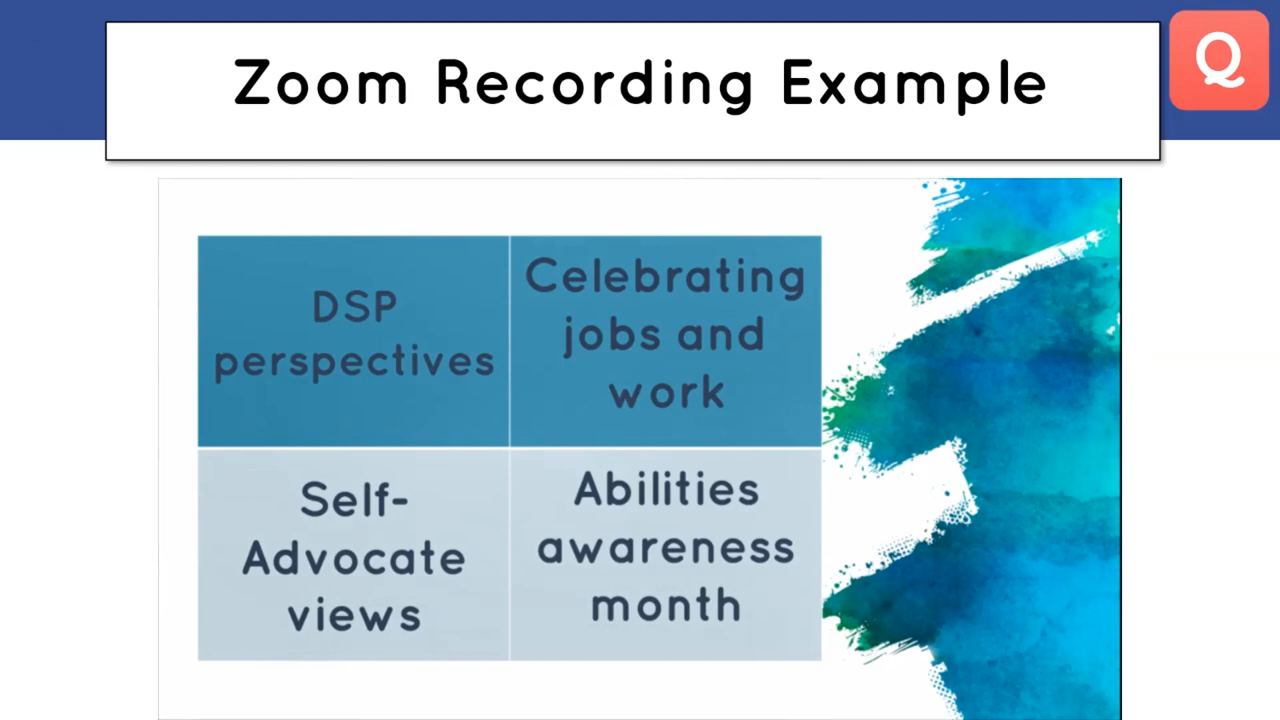 Zoom Recording Example
Q
DSP
perspectives
Celebrating
jobs and
work
Self-
Advocate
views
Abilities
awareness
month